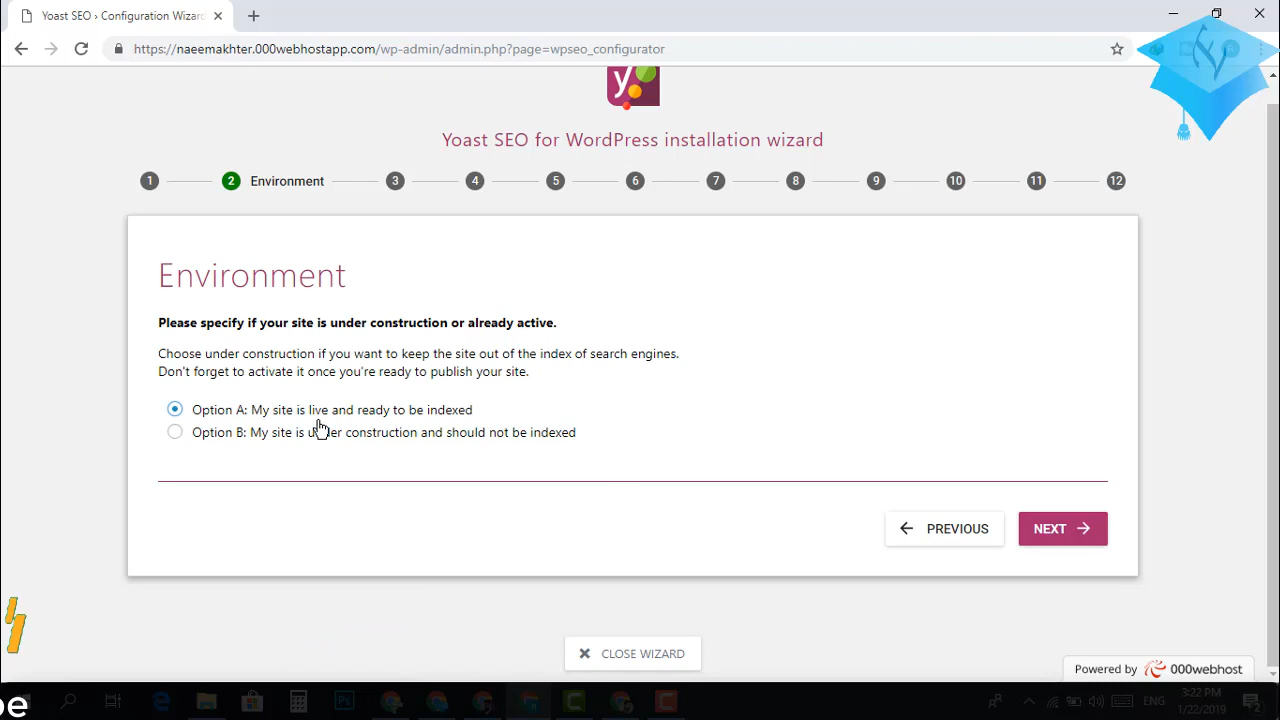 Yoast SEO › Configuration Wizard
https://naeemakhter.000webhostapp.com/wp-admin/admin.php?page=wpseo_configurator
y
Yoast SEO for WordPress installation wizard
1 2 Environment 3 4 5 6 7 8 9 10 11 12
Environment
Please specify if your site is under construction or already active.
Choose under construction if you want to keep the site out of the index of search engines.
Don't forget to activate it once you're ready to publish your site.
Option A: My site is live and ready to be indexed
Option B: My site is under construction and should not be indexed
PREVIOUS NEXT
CLOSE WIZARD
Powered by 000webhost
be
Ps
ENG
3:22 PM
1/22/2019
2